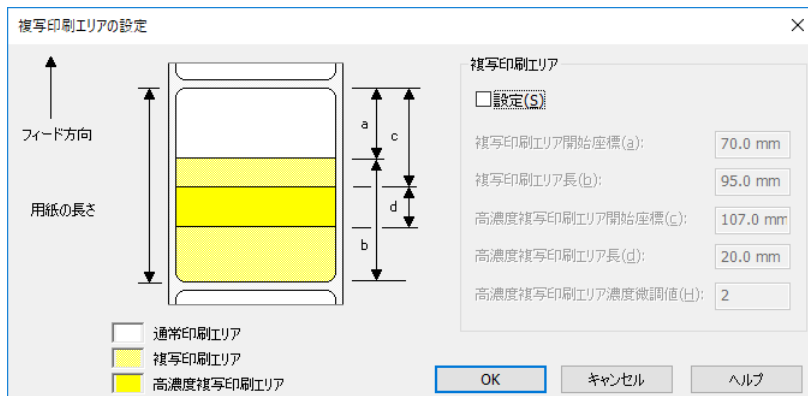 複写印刷エリアの設定
フィード方向
用紙の長さ
a
c
d
b
通常印刷エリア
複写印刷エリア
高濃度複写印刷エリア
複写印刷エリア
設定(S)
複写印刷エリア開始座標(a): 70.0 mm
複写印刷エリア長(b): 95.0 mm
高濃度複写印刷エリア開始座標(c): 107.0 mm
高濃度複写印刷エリア長(d): 20.0 mm
高濃度複写印刷エリア濃度微調値(H): 2
OK キャンセル ヘルプ